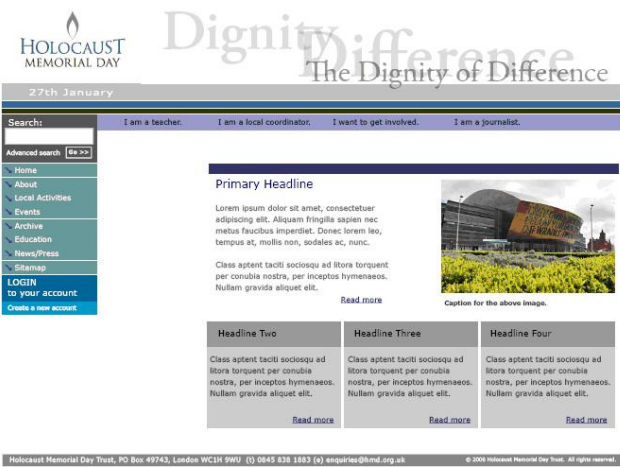 HOLOCAUST
MEMORIAL DAY
Dignity
Difference
The Dignity of Difference
27th January
Search:
Advanced search
Go >>
I am a teacher.
I am a local coordinator.
I want to get involved.
I am a journalist.
Home
About
Local Activities
Events
Archive
Education
News/Press
Sitemap
LOGIN
to your account
Create a new account
Primary Headline
Lorem ipsum dolor sit amet, consectetuer
adipiscing elit. Aliquam fringilla sapien nec
metus faucibus imperdiet. Donec lorem leo,
tempus at, mollis non, sodales ac, nunc.
Class aptent taciti sociosqu ad litora torquent
per conubia nostra, per inceptos hymenaeos.
Nullam gravida aliquet elit.
Read more
Caption for the above image.
Headline Two
Class aptent taciti sociosqu ad
litora torquent per conubia
nostra, per inceptos hymenaeos.
Nullam gravida aliquet elit.
Read more
Headline Three
Class aptent taciti sociosqu ad
litora torquent per conubia
nostra, per inceptos hymenaeos.
Nullam gravida aliquet elit.
Read more
Headline Four
Class aptent taciti sociosqu ad
litora torquent per conubia
nostra, per inceptos hymenaeos.
Nullam gravida aliquet elit.
Read more
Holocaust Memorial Day Trust, PO Box 49743, London WC1H 9WU (t) 0845 838 1883 (e) enquiries@hmd.org.uk
© 2006 Holocaust Memorial Day Trust. All rights reserved.